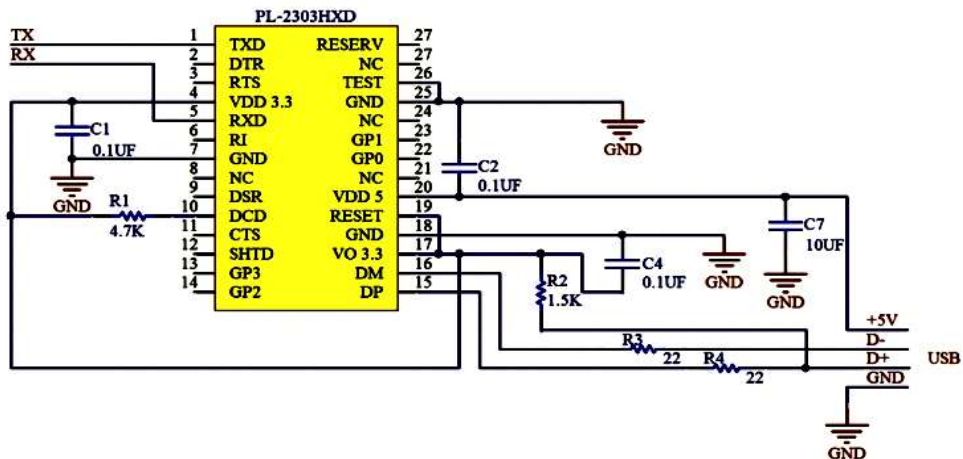 PL-2303HXD
TX 1 TXD RESERV 27
RX 2 DTR NC 27
3 RTS TEST 26
4 VDD 3.3 GND 25
5 RXD NC 24
6 RI GP1 23
7 GND GP0 22
8 NC NC 21
9 DSR VDD 5 20
10 DCD RESET 19
11 CTS GND 18
12 SHTD VO 3.3 17
13 GP3 DM 16
14 GP2 DP 15
C1
0.1UF
GND
R1
4.7K
GND
C2
0.1UF
C7
10UF
GND
C4
0.1UF
GND
R2
1.5K
R3
22
R4
22
+5V
D-
D+
GND
USB
GND